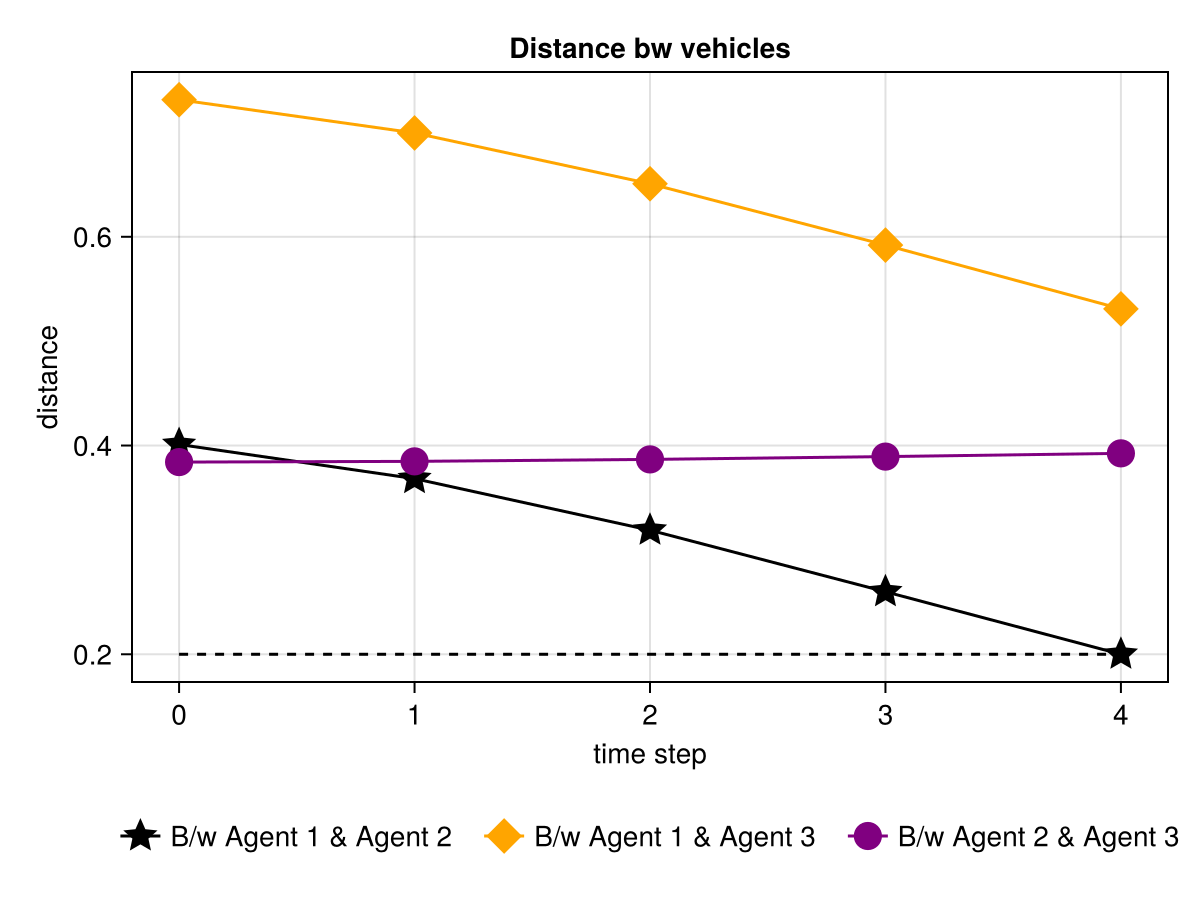 Distance bw vehicles
distance
0.6
0.4
0.2
0 1 2 3 4
time step
B/w Agent 1 & Agent 2 B/w Agent 1 & Agent 3 B/w Agent 2 & Agent 3